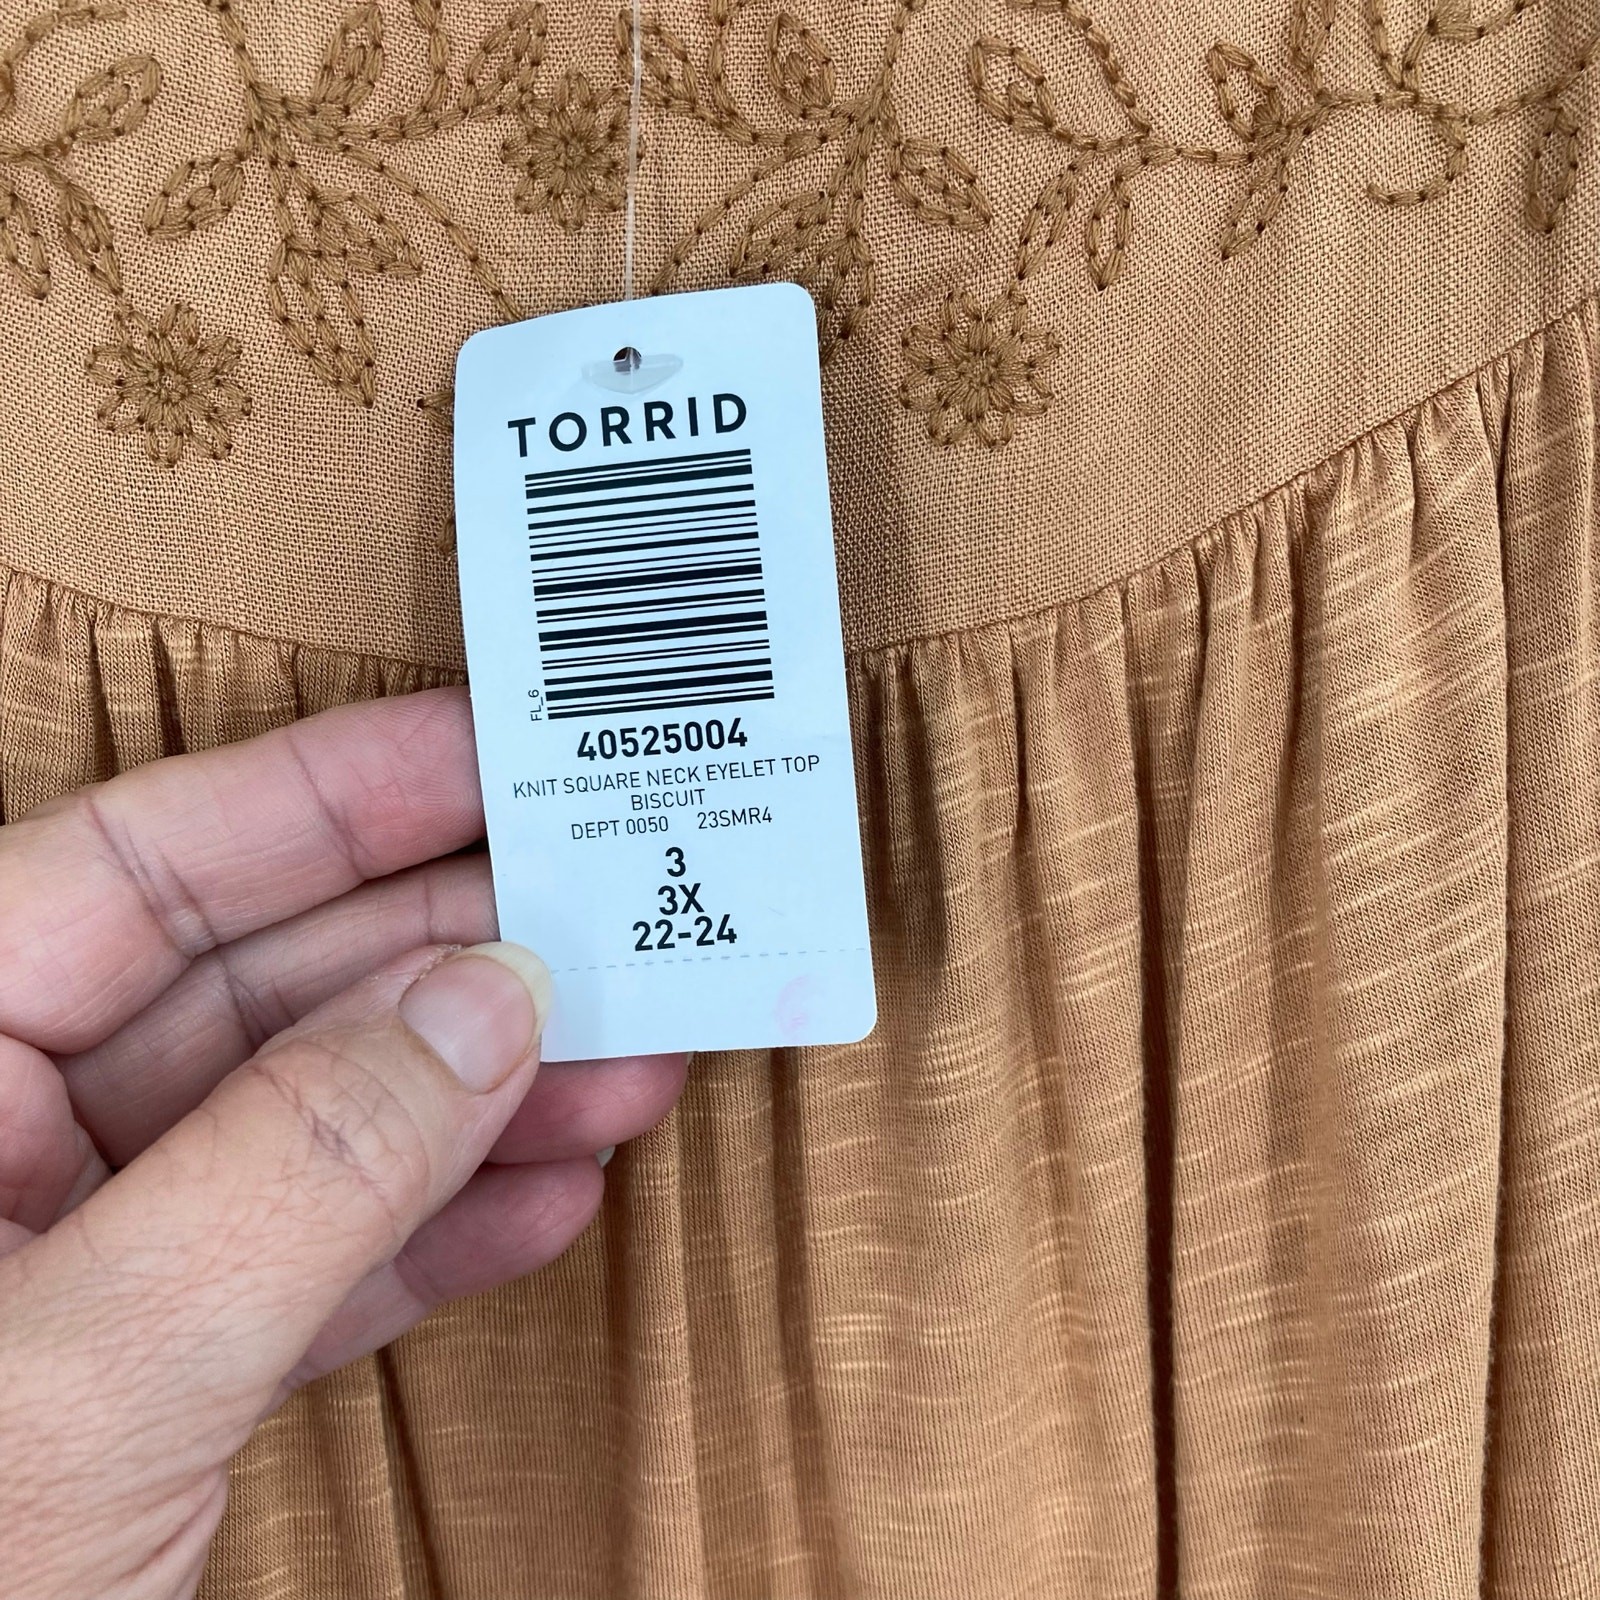 TORRID
FL_6
40525004
KNIT SQUARE NECK EYELET TOP
BISCUIT
DEPT 0050 23SMR4
3
3X
22-24